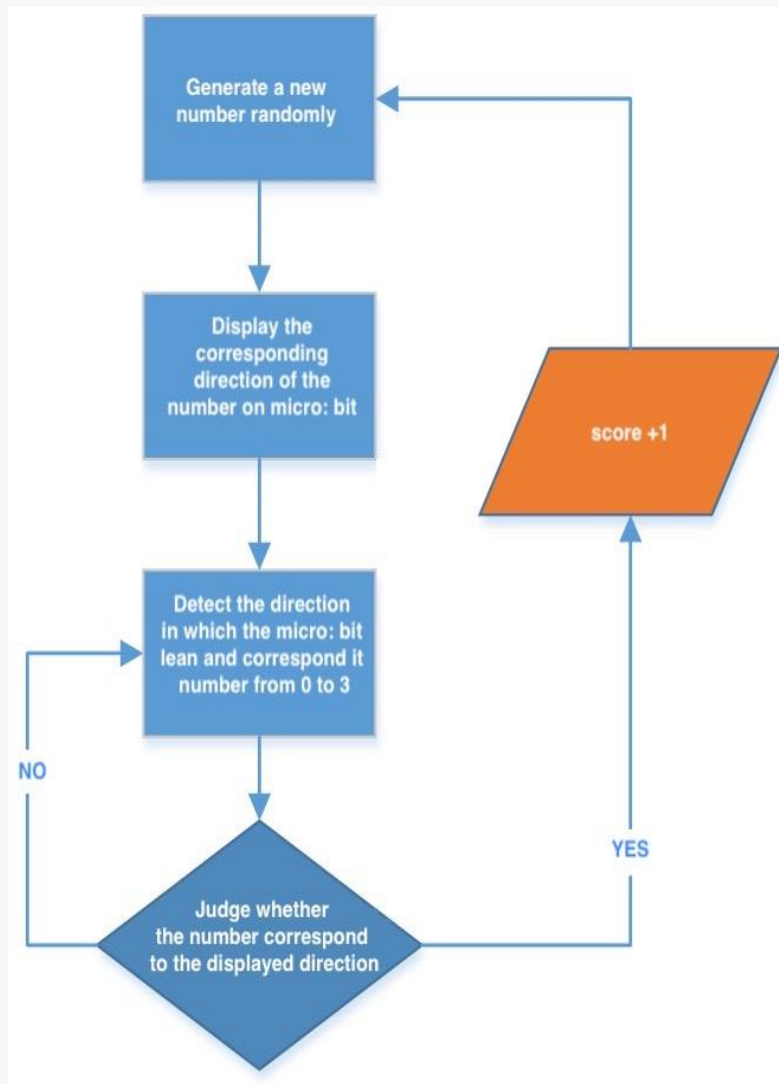 Generate a new
number randomly
Display the
corresponding
direction of the
number on micro: bit
score +1
Detect the direction
in which the micro: bit
lean and correspond it
number from 0 to 3
NO
YES
Judge whether
the number correspond
to the displayed direction